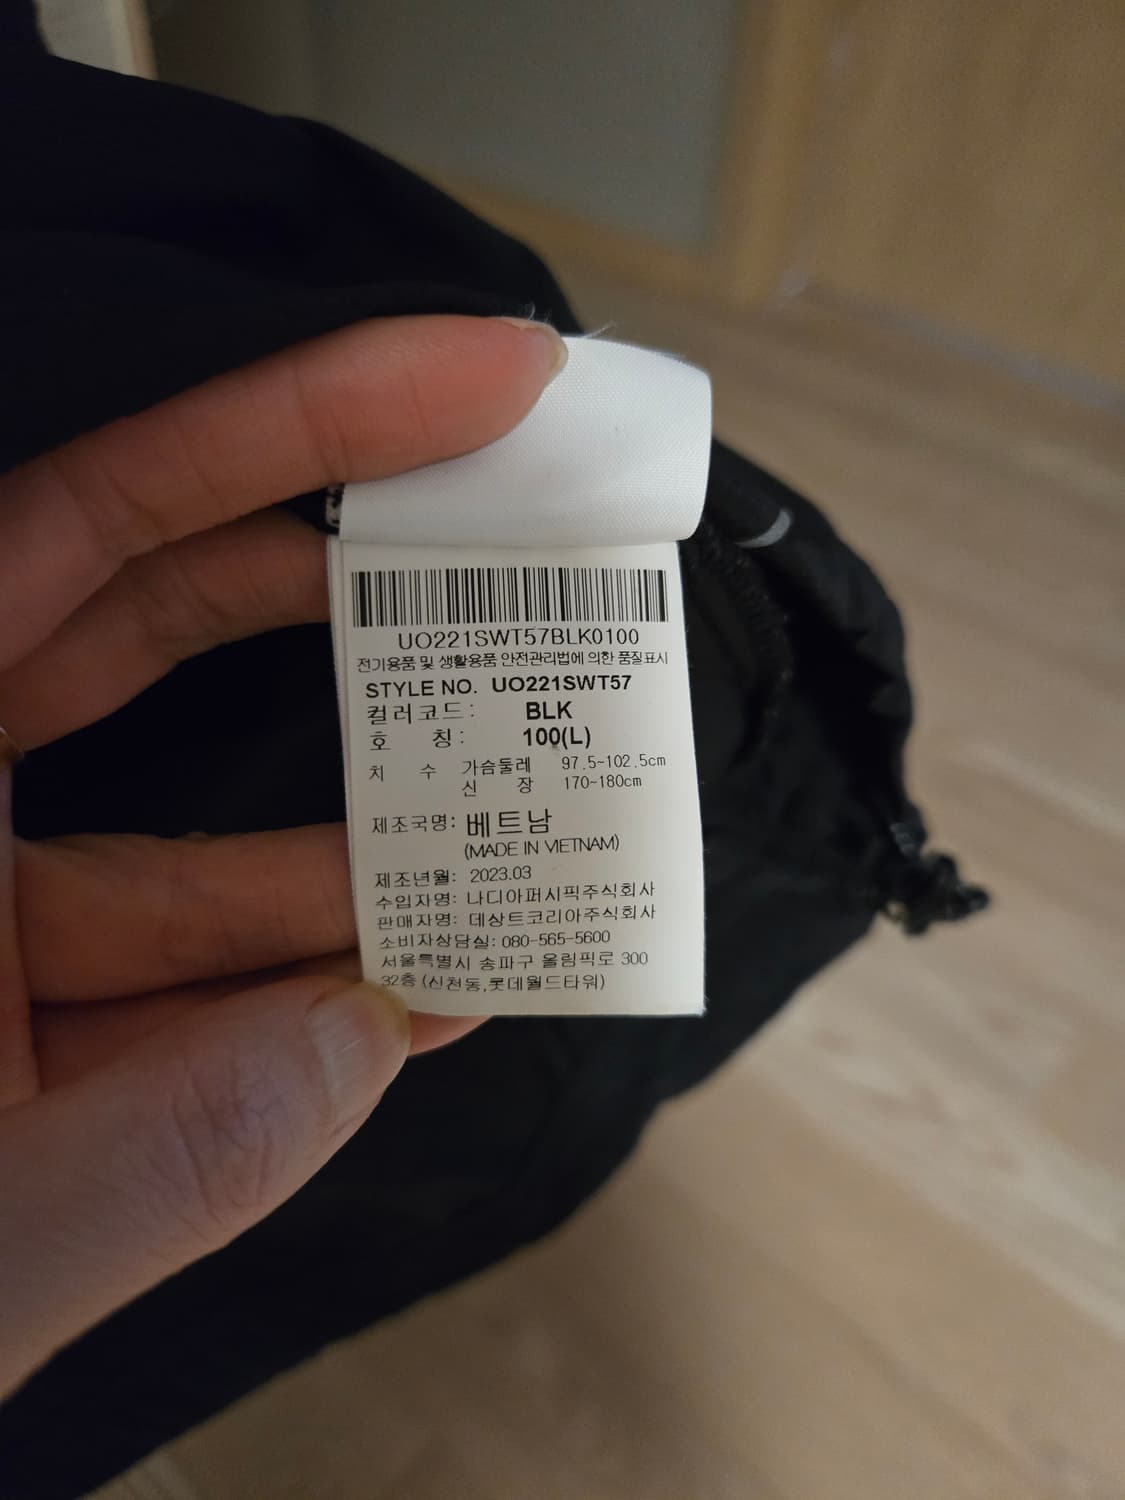 UO221SWT57BLK0100
전기용품 및 생활용품 안전관리법에 의한 품질표시
STYLE NO. UO221SWT57
컬러코드: BLK
호 칭: 100(L)
치 수 가슴둘레 97.5~102.5cm
신 장 170~180cm
제조국명: 베트남
(MADE IN VIETNAM)
제조년월: 2023.03
수입자명: 나디아퍼시픽주식회사
판매자명: 데상트코리아주식회사
소비자상담실: 080-565-5600
서울특별시 송파구 올림픽로 300
32층 (신천동,롯데월드타워)